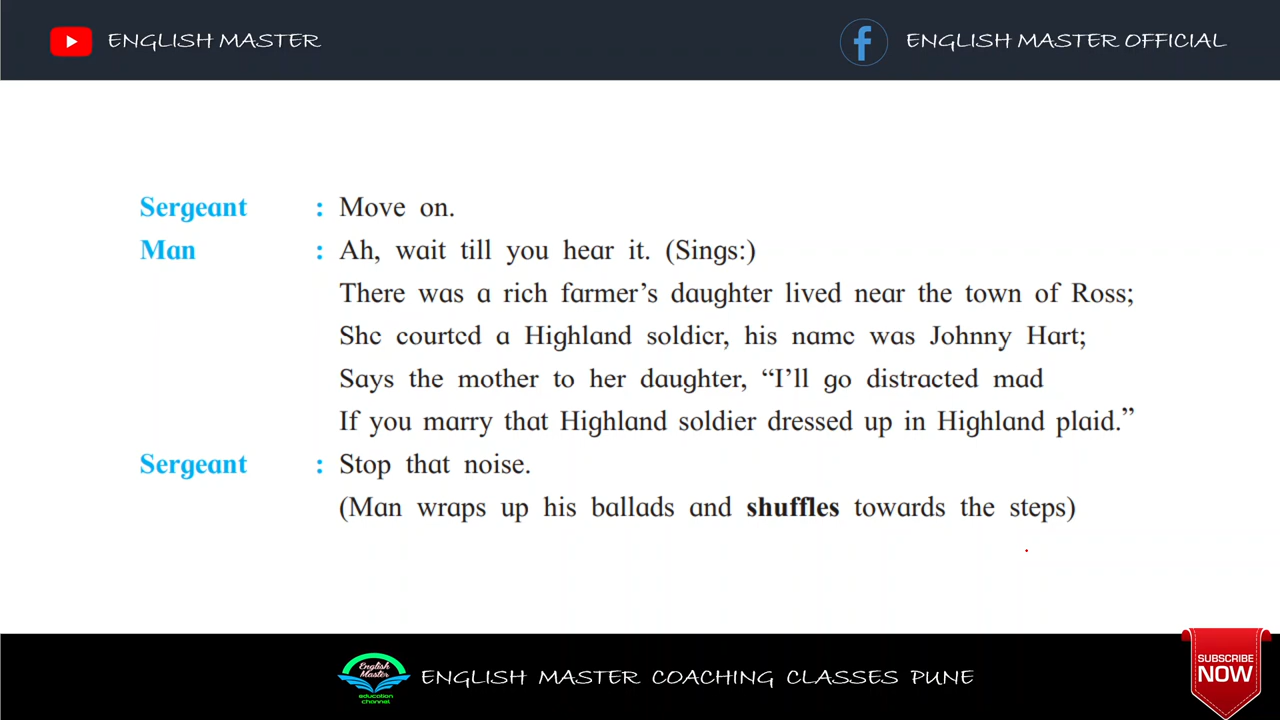 ENGLISH MASTER
ENGLISH MASTER OFFICIAL
Sergeant : Move on.
Man : Ah, wait till you hear it. (Sings:)
There was a rich farmer’s daughter lived near the town of Ross;
She courted a Highland soldier, his name was Johnny Hart;
Says the mother to her daughter, “I’ll go distracted mad
If you marry that Highland soldier dressed up in Highland plaid.”
Sergeant : Stop that noise.
(Man wraps up his ballads and shuffles towards the steps)
English
Master
education
channel
ENGLISH MASTER COACHING CLASSES PUNE
SUBSCRIBE
NOW